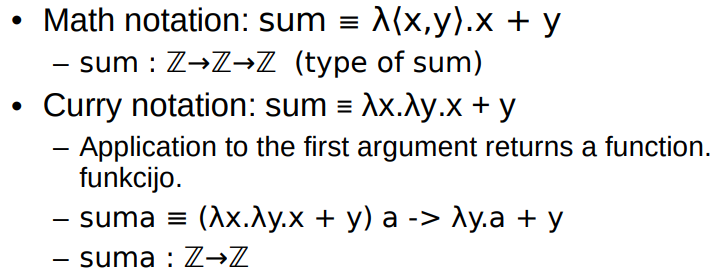 • Math notation: sum ≡ λ⟨x,y⟩.x + y
– sum : ℤ→ℤ→ℤ (type of sum)
• Curry notation: sum ≡ λx.λy.x + y
– Application to the first argument returns a function.
funkcijo.
– suma ≡ (λx.λy.x + y) a -> λy.a + y
– suma : ℤ→ℤ